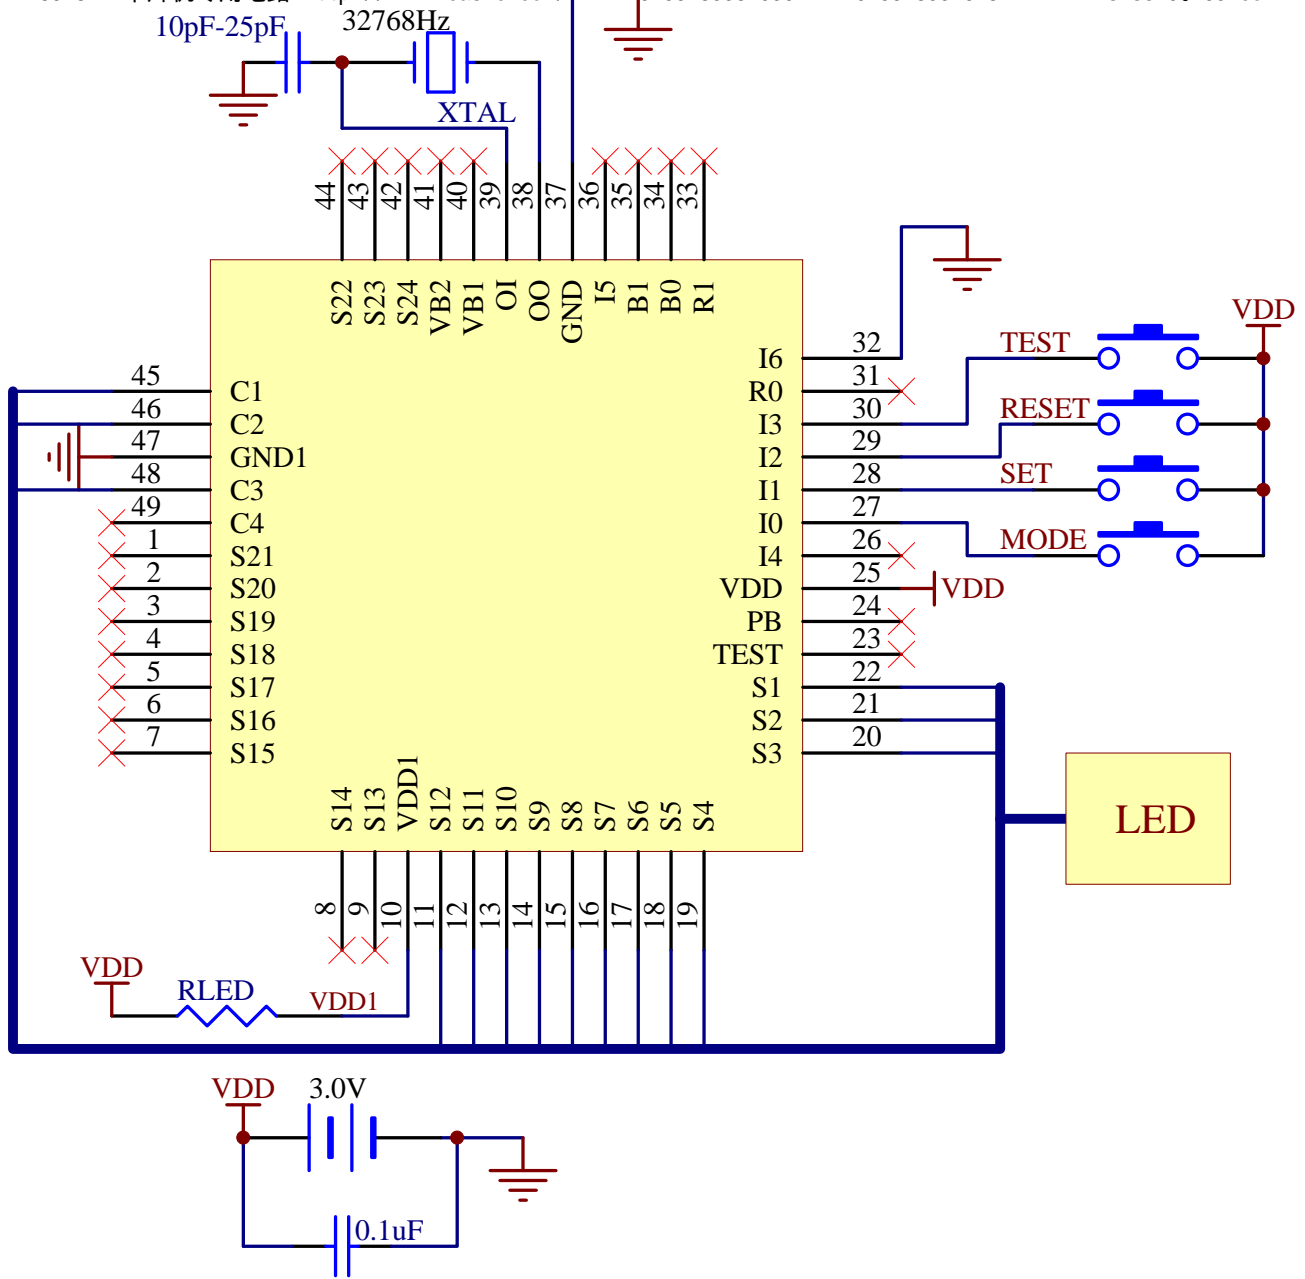 10pF-25pF
32768Hz
XTAL
44 43 42 41 40 39 38 37 36 35 34 33
S22 S23 S24 VB2 VB1 OI OO GND I5 B1 B0 R1
45 C1
46 C2
47 GND1
48 C3
49 C4
1 S21
2 S20
3 S19
4 S18
5 S17
6 S16
7 S15
I6 32
R0 31
I3 30
I2 29
I1 28
I0 27
I4 26
VDD 25 VDD
PB 24
TEST 23
S1 22
S2 21
S3 20
VDD
TEST
RESET
SET
MODE
LED
S14 S13 VDD1 S12 S11 S10 S9 S8 S7 S6 S5 S4
8 9 10 11 12 13 14 15 16 17 18 19
VDD
RLED
VDD1
VDD
3.0V
0.1uF